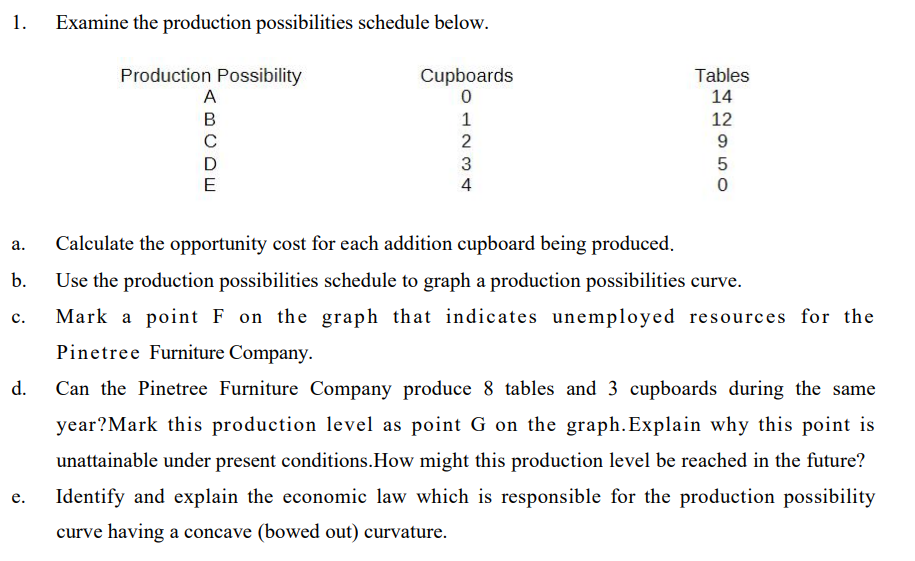 1. Examine the production possibilities schedule below.
Production Possibility Cupboards Tables
A 0 14
B 1 12
C 2 9
D 3 5
E 4 0
a. Calculate the opportunity cost for each addition cupboard being produced.
b. Use the production possibilities schedule to graph a production possibilities curve.
c. Mark a point F on the graph that indicates unemployed resources for the
Pinetree Furniture Company.
d. Can the Pinetree Furniture Company produce 8 tables and 3 cupboards during the same
year?Mark this production level as point G on the graph.Explain why this point is
unattainable under present conditions.How might this production level be reached in the future?
e. Identify and explain the economic law which is responsible for the production possibility
curve having a concave (bowed out) curvature.